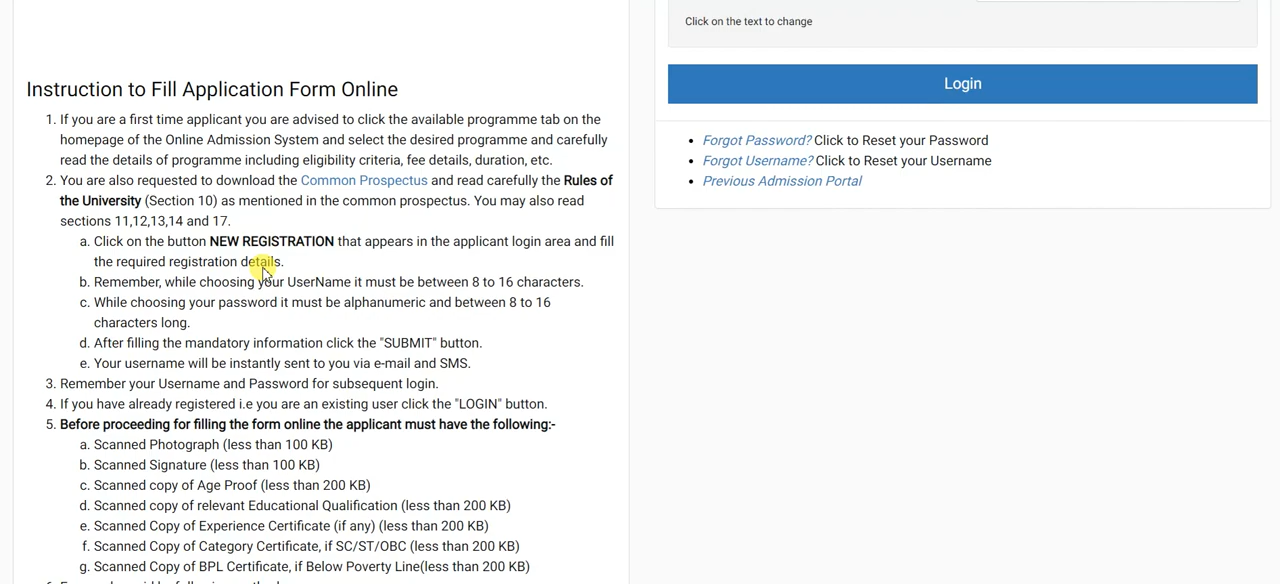 Instruction to Fill Application Form Online
1. If you are a first time applicant you are advised to click the available programme tab on the
homepage of the Online Admission System and select the desired programme and carefully
read the details of programme including eligibility criteria, fee details, duration, etc.
2. You are also requested to download the Common Prospectus and read carefully the Rules of
the University (Section 10) as mentioned in the common prospectus. You may also read
sections 11,12,13,14 and 17.
a. Click on the button NEW REGISTRATION that appears in the applicant login area and fill
the required registration details.
b. Remember, while choosing your UserName it must be between 8 to 16 characters.
c. While choosing your password it must be alphanumeric and between 8 to 16
characters long.
d. After filling the mandatory information click the "SUBMIT" button.
e. Your username will be instantly sent to you via e-mail and SMS.
3. Remember your Username and Password for subsequent login.
4. If you have already registered i.e you are an existing user click the "LOGIN" button.
5. Before proceeding for filling the form online the applicant must have the following:-
a. Scanned Photograph (less than 100 KB)
b. Scanned Signature (less than 100 KB)
c. Scanned copy of Age Proof (less than 200 KB)
d. Scanned copy of relevant Educational Qualification (less than 200 KB)
e. Scanned Copy of Experience Certificate (if any) (less than 200 KB)
f. Scanned Copy of Category Certificate, if SC/ST/OBC (less than 200 KB)
g. Scanned Copy of BPL Certificate, if Below Poverty Line(less than 200 KB)
Click on the text to change
Login
• Forgot Password? Click to Reset your Password
• Forgot Username? Click to Reset your Username
• Previous Admission Portal